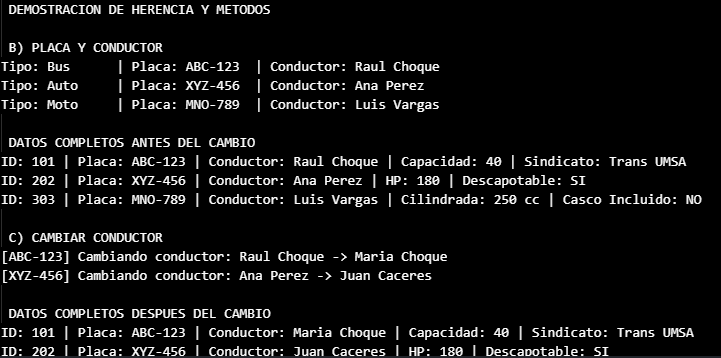 DEMOSTRACION DE HERENCIA Y METODOS
B) PLACA Y CONDUCTOR
Tipo: Bus | Placa: ABC-123 | Conductor: Raul Choque
Tipo: Auto | Placa: XYZ-456 | Conductor: Ana Perez
Tipo: Moto | Placa: MNO-789 | Conductor: Luis Vargas
DATOS COMPLETOS ANTES DEL CAMBIO
ID: 101 | Placa: ABC-123 | Conductor: Raul Choque | Capacidad: 40 | Sindicato: Trans UMSA
ID: 202 | Placa: XYZ-456 | Conductor: Ana Perez | HP: 180 | Descapotable: SI
ID: 303 | Placa: MNO-789 | Conductor: Luis Vargas | Cilindrada: 250 cc | Casco Incluido: NO
C) CAMBIAR CONDUCTOR
[ABC-123] Cambiando conductor: Raul Choque -> Maria Choque
[XYZ-456] Cambiando conductor: Ana Perez -> Juan Caceres
DATOS COMPLETOS DESPUES DEL CAMBIO
ID: 101 | Placa: ABC-123 | Conductor: Maria Choque | Capacidad: 40 | Sindicato: Trans UMSA
ID: 202 | Placa: XYZ-456 | Conductor: Juan Caceres | HP: 180 | Descapotable: SI